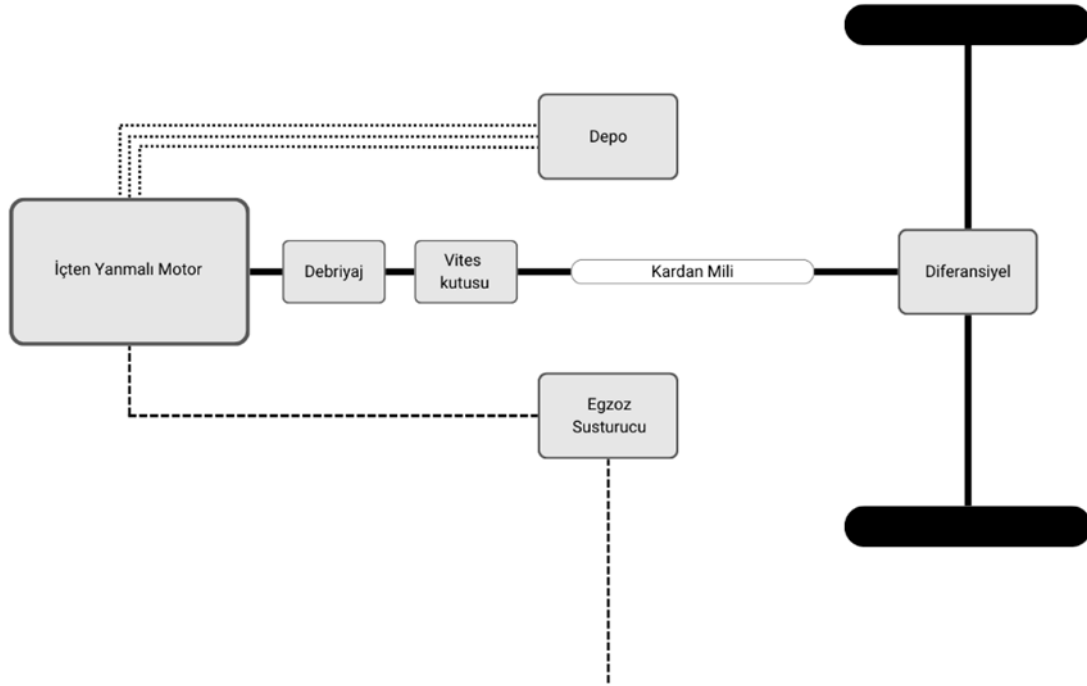 Depo
İçten Yanmalı Motor
Debriyaj
Vites
kutusu
Kardan Mili
Diferansiyel
Egzoz
Susturucu